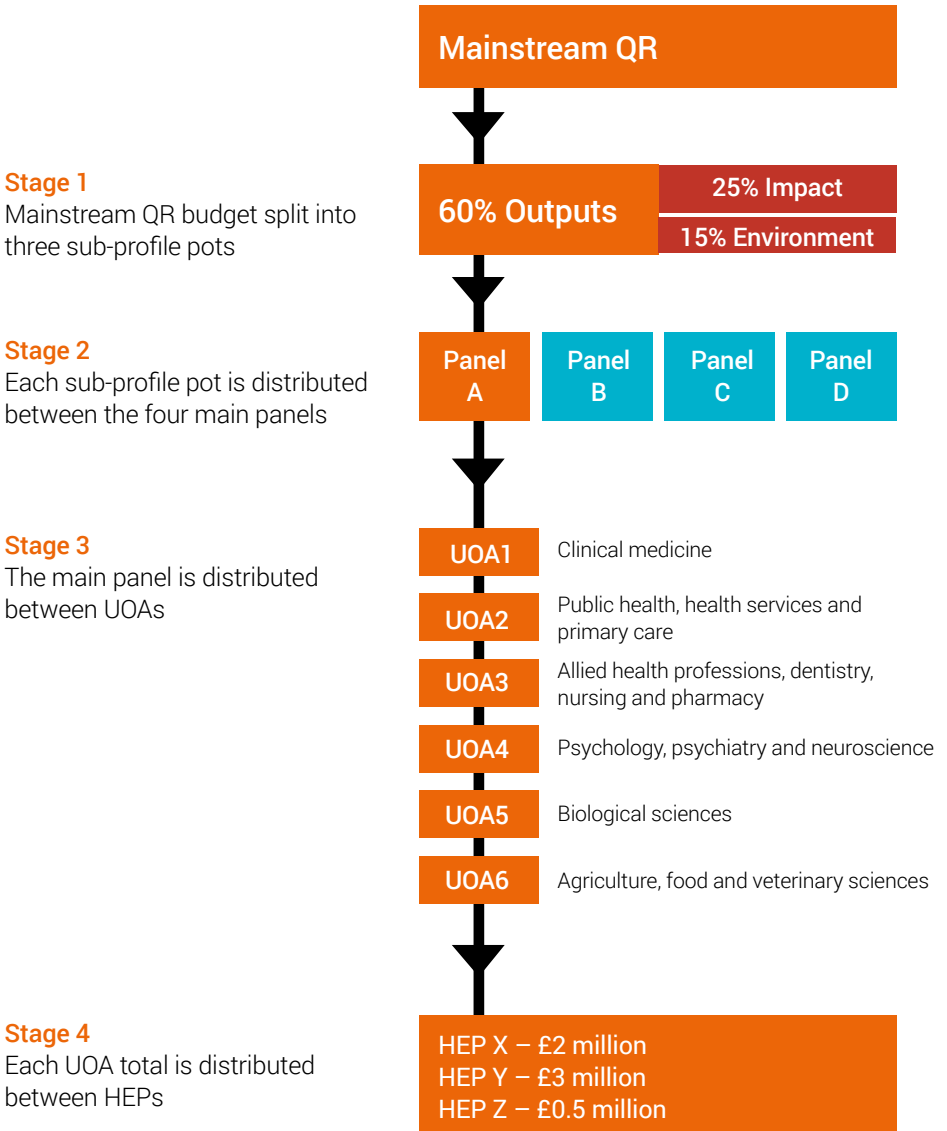 Mainstream QR
Stage 1
Mainstream QR budget split into
three sub-profile pots
60% Outputs
25% Impact
15% Environment
Stage 2
Each sub-profile pot is distributed
between the four main panels
Panel
A
Panel
B
Panel
C
Panel
D
Stage 3
The main panel is distributed
between UOAs
UOA1
Clinical medicine
UOA2
Public health, health services and
primary care
UOA3
Allied health professions, dentistry,
nursing and pharmacy
UOA4
Psychology, psychiatry and neuroscience
UOA5
Biological sciences
UOA6
Agriculture, food and veterinary sciences
Stage 4
Each UOA total is distributed
between HEPs
HEP X – £2 million
HEP Y – £3 million
HEP Z – £0.5 million